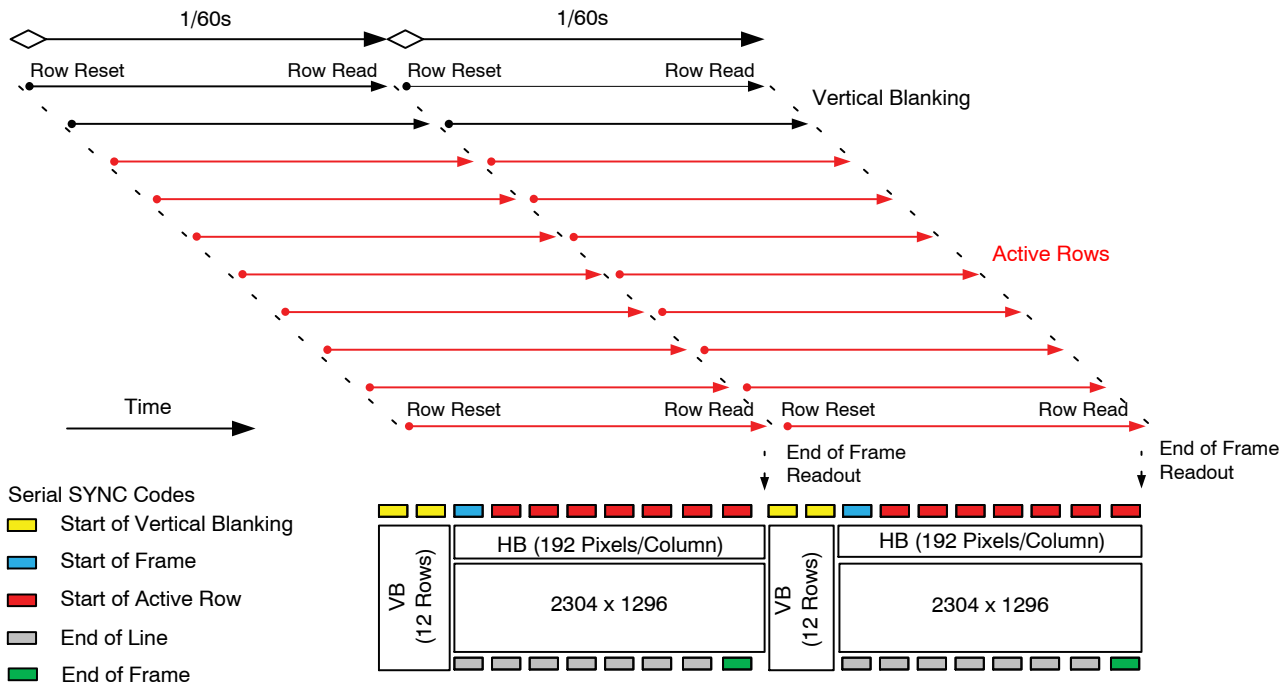 1/60s
1/60s
Row Reset
Row Read
Row Reset
Row Read
Vertical Blanking
Active Rows
Time
Row Reset
Row Read
Row Reset
Row Read
End of Frame
Readout
End of Frame
Readout
Serial SYNC Codes
Start of Vertical Blanking
Start of Frame
Start of Active Row
End of Line
End of Frame
VB
(12 Rows)
HB (192 Pixels/Column)
2304 x 1296
VB
(12 Rows)
HB (192 Pixels/Column)
2304 x 1296